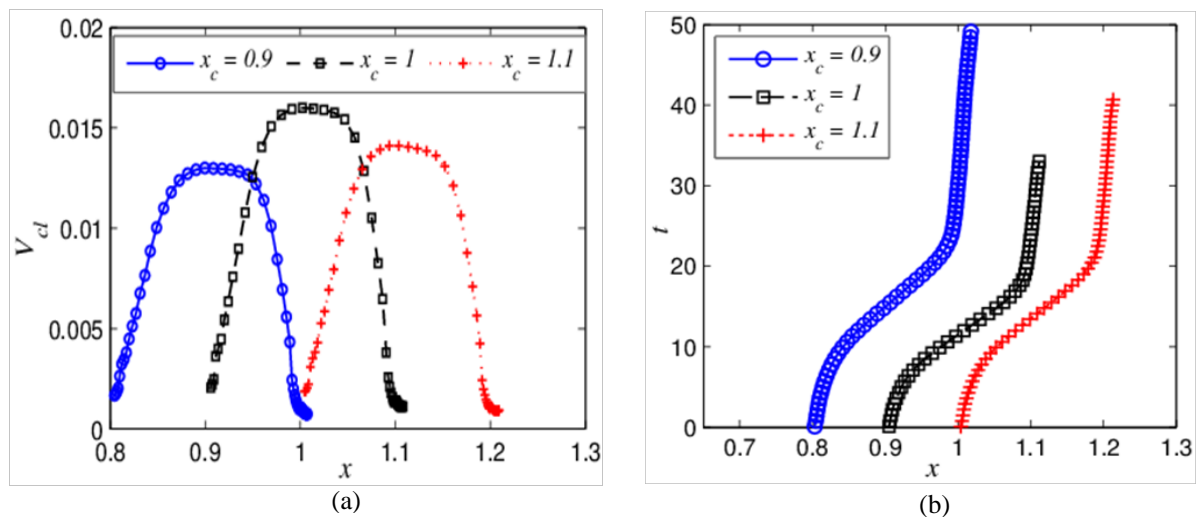 0.02
x_c = 0.9 x_c = 1 x_c = 1.1
0.015
0.01
0.005
0
V_cl
0.8 0.9 1 1.1 1.2 1.3
x
(a)
50
x_c = 0.9
x_c = 1
x_c = 1.1
40
30
20
10
0
t
0.7 0.8 0.9 1 1.1 1.2 1.3
x
(b)